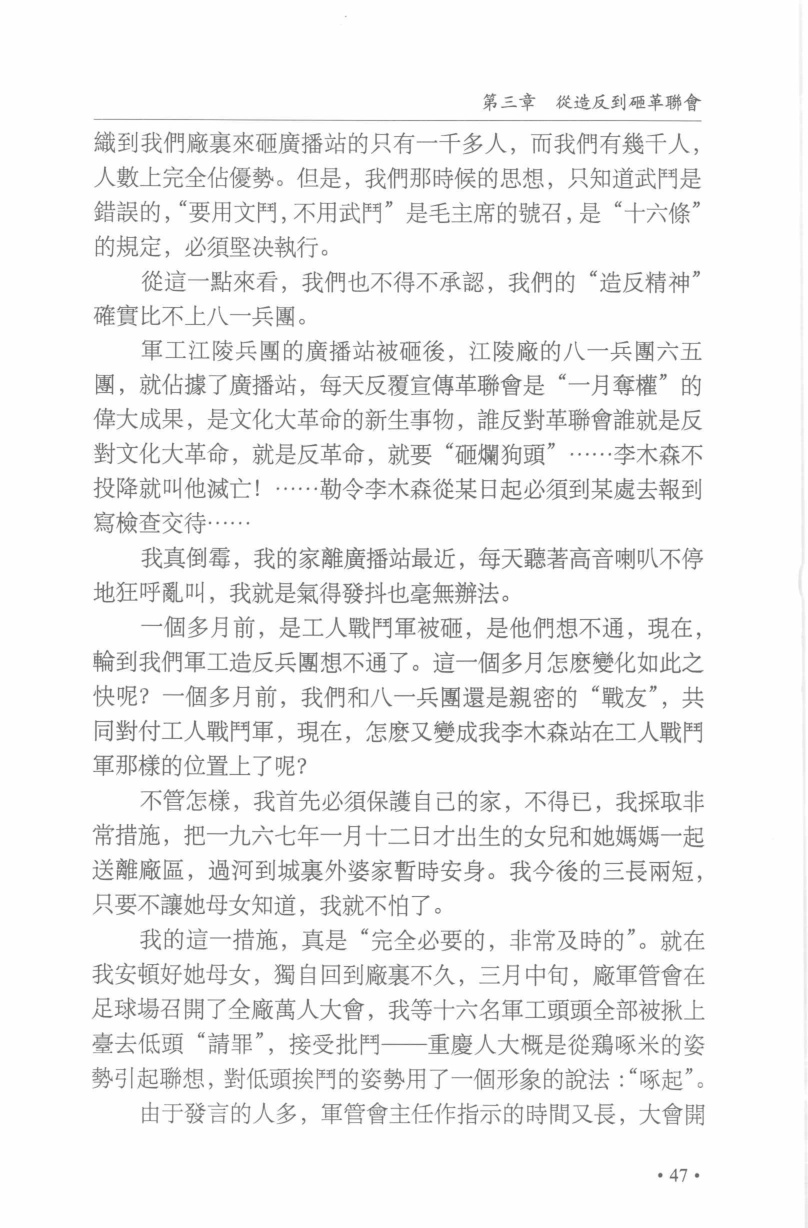 第三章　從造反到砸革聯會
織到我們廠裏來砸廣播站的只有一千多人，而我們有幾千人，
人數上完全佔優勢。但是，我們那時候的思想，只知道武鬥是
錯誤的，“要用文鬥，不用武鬥”是毛主席的號召，是“十六條”
的規定，必須堅決執行。
從這一點來看，我們也不得不承認，我們的“造反精神”
確實比不上八一兵團。
軍工江陵兵團的廣播站被砸後，江陵廠的八一兵團六五
團，就佔據了廣播站，每天反覆宣傳革聯會是“一月奪權”的
偉大成果，是文化大革命的新生事物，誰反對革聯會誰就是反
對文化大革命，就是反革命，就要“砸爛狗頭”……李木森不
投降就叫他滅亡！……勒令李木森從某日起必須到某處去報到
寫檢查交待……
我真倒霉，我的家離廣播站最近，每天聽著高音喇叭不停
地狂呼亂叫，我就是氣得發抖也毫無辦法。
一個多月前，是工人戰鬥軍被砸，是他們想不通，現在，
輪到我們軍工造反兵團想不通了。這一個多月怎麽變化如此之
快呢？一個多月前，我們和八一兵團還是親密的“戰友”，共
同對付工人戰鬥軍，現在，怎麽又變成我李木森站在工人戰鬥
軍那樣的位置上了呢？
不管怎樣，我首先必須保護自己的家，不得已，我採取非
常措施，把一九六七年一月十二日才出生的女兒和她媽媽一起
送離廠區，過河到城裏外婆家暫時安身。我今後的三長兩短，
只要不讓她母女知道，我就不怕了。
我的這一措施，真是“完全必要的，非常及時的”。就在
我安頓好她母女，獨自回到廠裏不久，三月中旬，廠軍管會在
足球場召開了全廠萬人大會，我等十六名軍工頭頭全部被揪上
臺去低頭“請罪”，接受批鬥——重慶人大概是從鷄啄米的姿
勢引起聯想，對低頭挨鬥的姿勢用了一個形象的說法：“啄起”。
由于發言的人多，軍管會主任作指示的時間又長，大會開
·47·